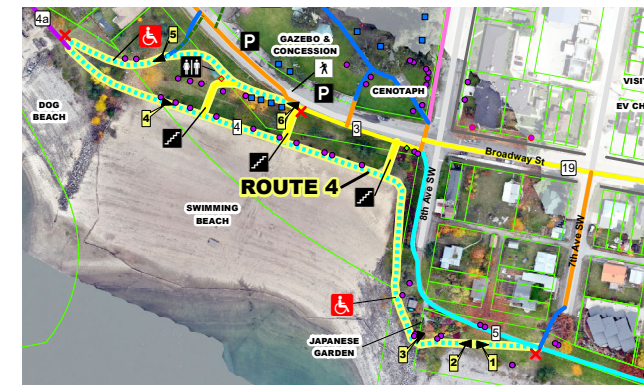 4a
5
P
GAZEBO &
CONCESSION
P
CENOTAPH
VISIT
EV CH
DOG
BEACH
4
4
6
3
Broadway St
19
ROUTE 4
SWIMMING
BEACH
8th Ave SW
7th Ave SW
JAPANESE
GARDEN
5
3
2
1